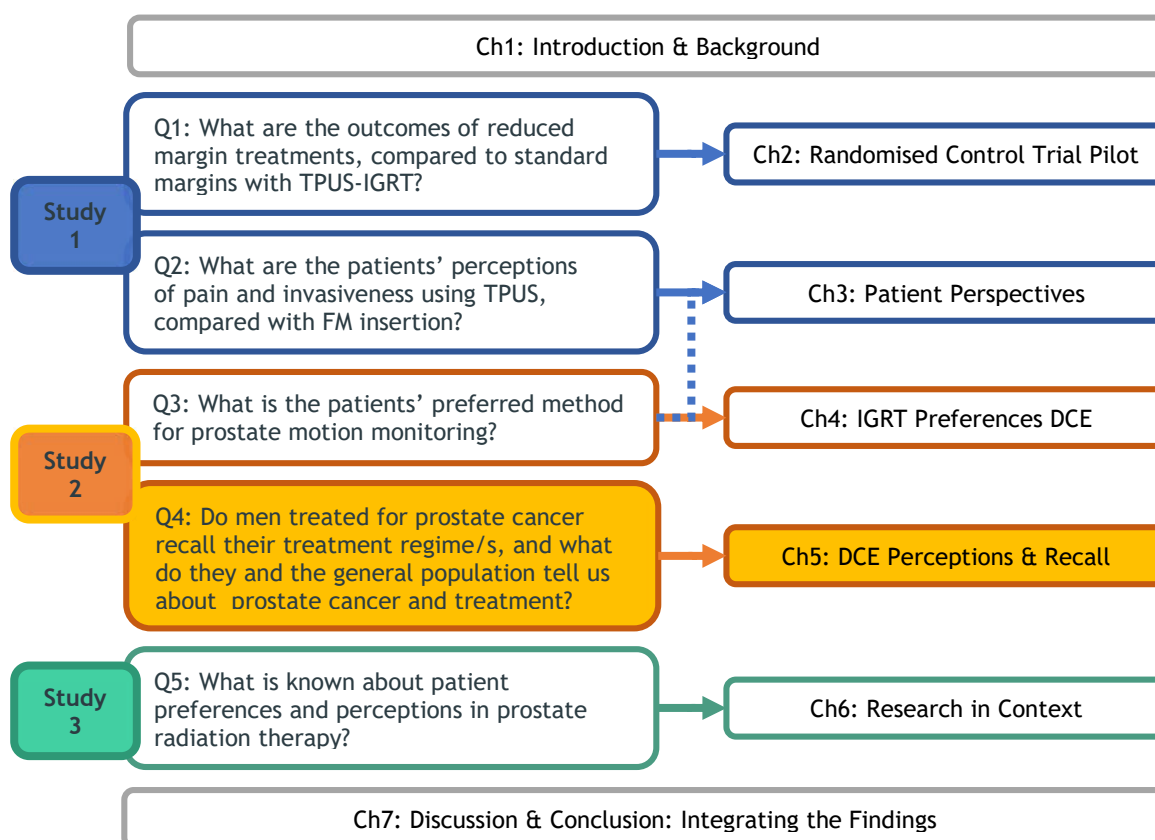 Ch1: Introduction & Background
Q1: What are the outcomes of reduced
margin treatments, compared to standard
margins with TPUS-IGRT?
Ch2: Randomised Control Trial Pilot
Study
1
Q2: What are the patients’ perceptions
of pain and invasiveness using TPUS,
compared with FM insertion?
Ch3: Patient Perspectives
Q3: What is the patients’ preferred method
for prostate motion monitoring?
Ch4: IGRT Preferences DCE
Study
2
Q4: Do men treated for prostate cancer
recall their treatment regime/s, and what
do they and the general population tell us
about prostate cancer and treatment?
Ch5: DCE Perceptions & Recall
Study
3
Q5: What is known about patient
preferences and perceptions in prostate
radiation therapy?
Ch6: Research in Context
Ch7: Discussion & Conclusion: Integrating the Findings